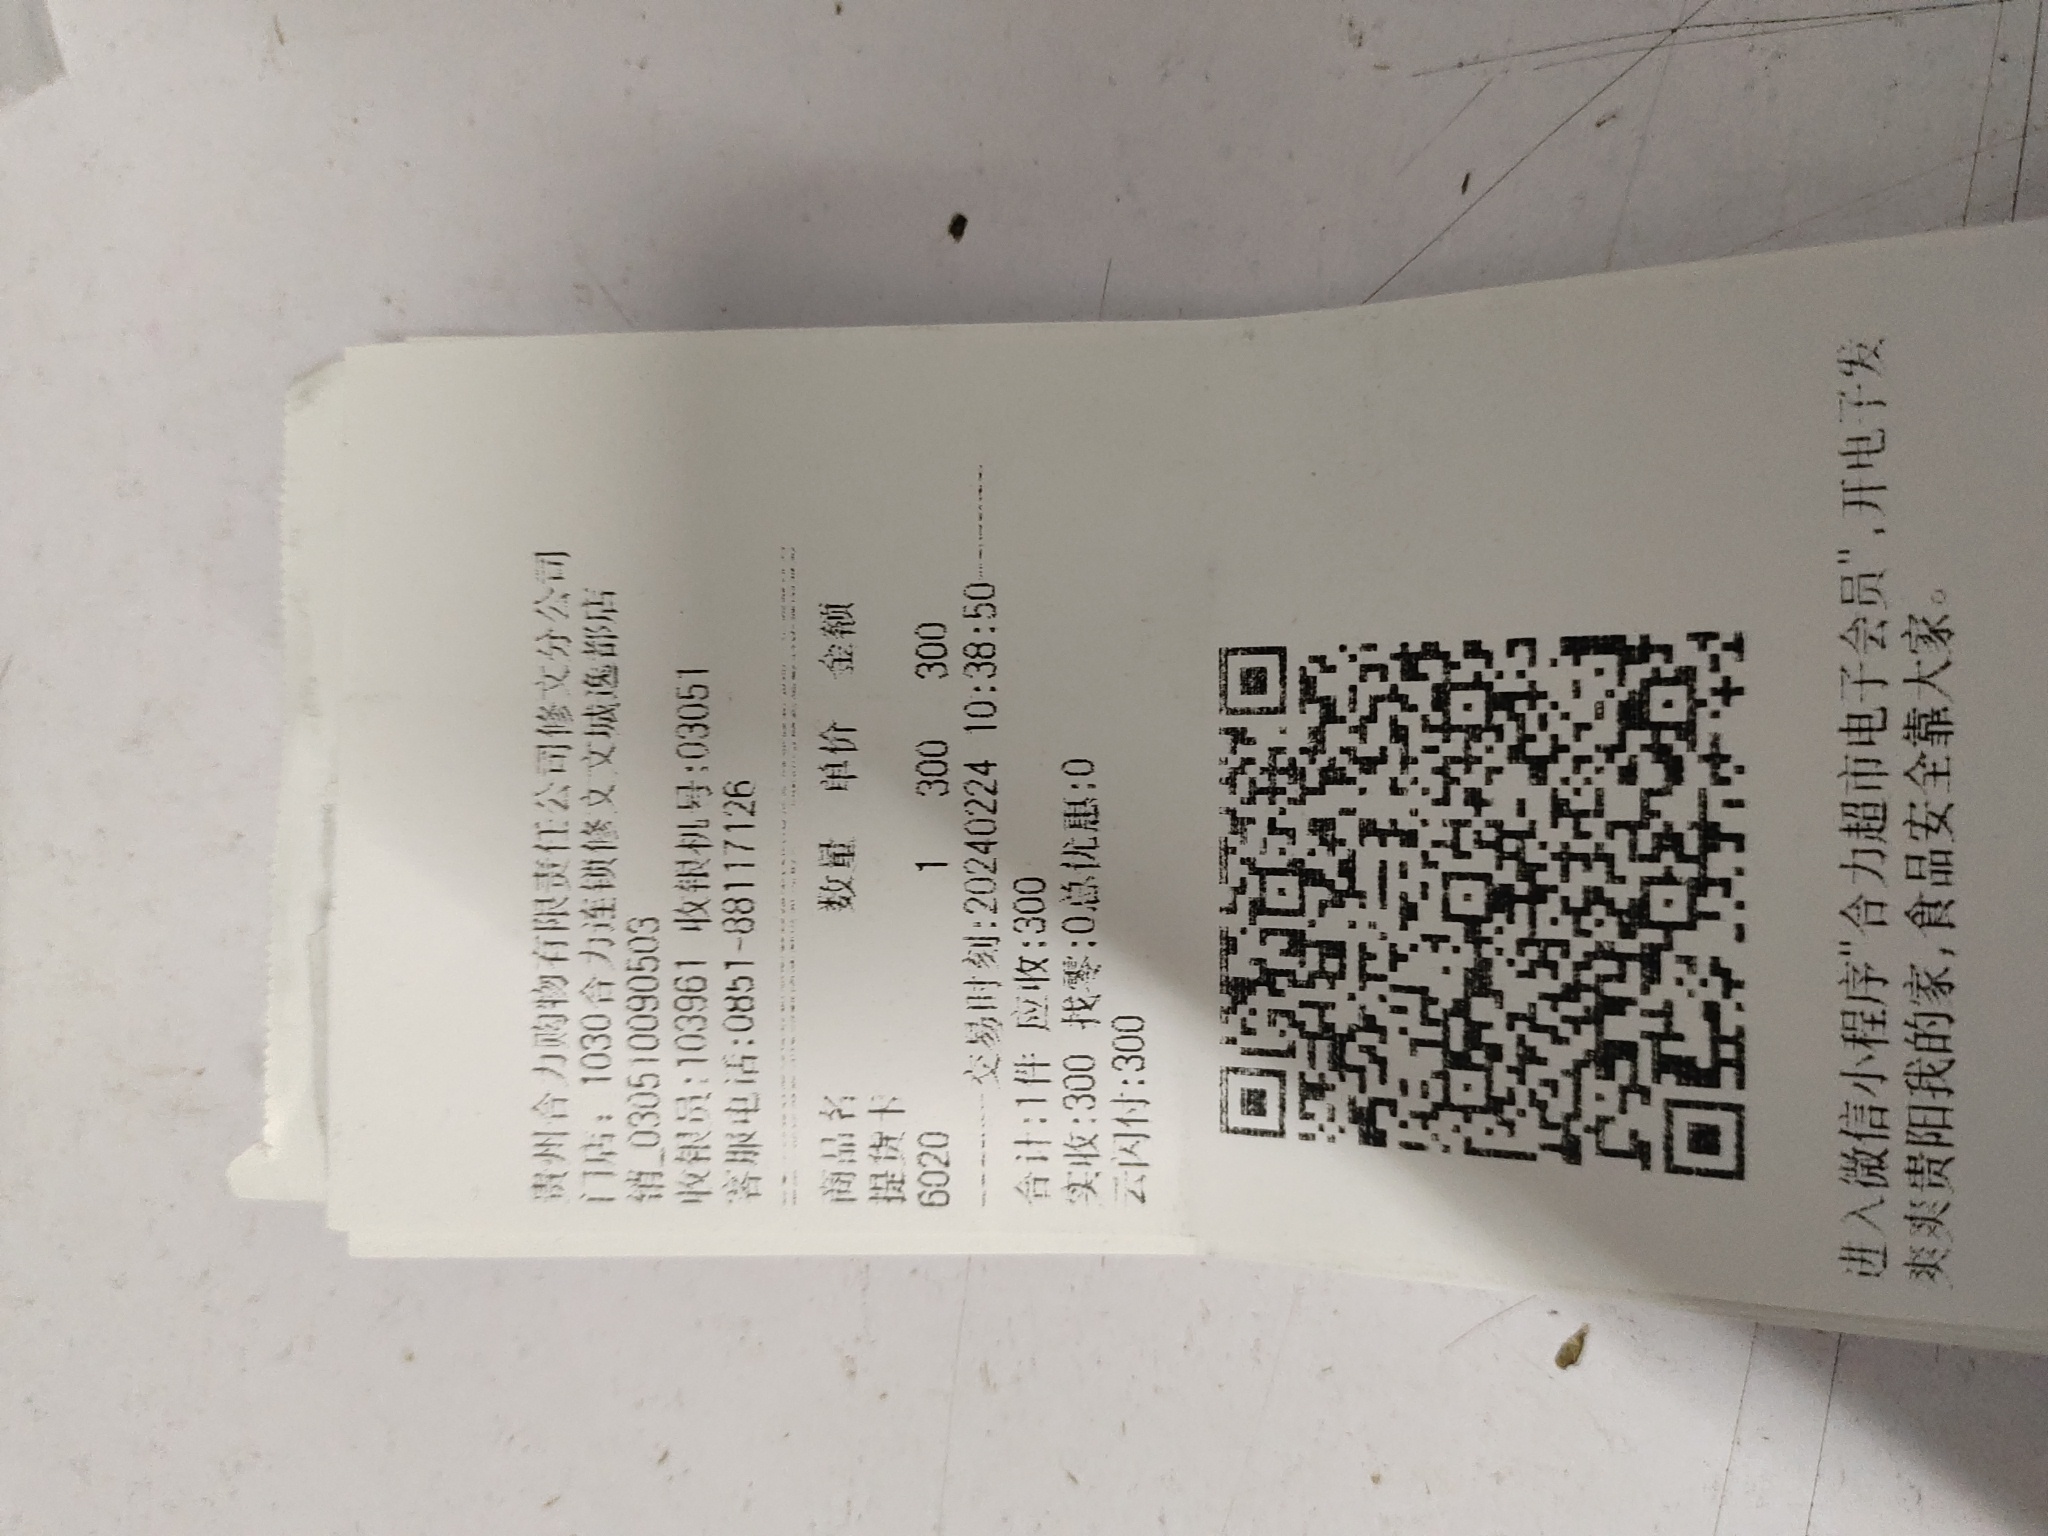 贵州合力购物有限责任公司修文分公司
门店: 1030合力连锁修文文城逸都店
销_030510090503
收银员:103961 收银机号:03051
客服电话:0851-88117126
商品名 数量 单价 金额
提货卡
6020 1 300 300
交易时刻:20240224 10:38:50
合计:1件 应收:300
实收:300 找零:0总优惠:0
云闪付:300
进入微信小程序"合力超市电子会员",开电子发
爽爽贵阳我的家,食品安全靠大家。